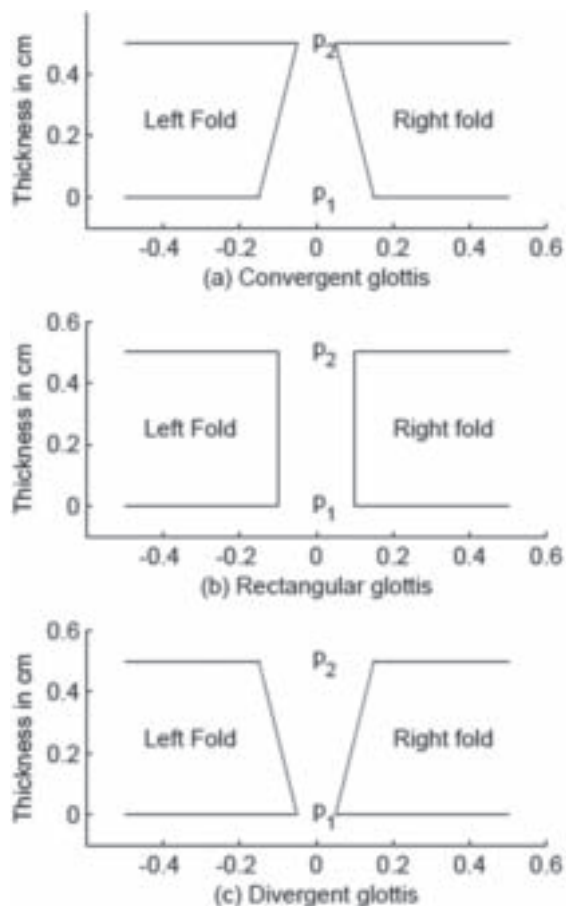 p2
0.4
Thickness in cm
Left Fold
Right fold
0.2
0
p1
-0.4 -0.2 0 0.2 0.4 0.6
(a) Convergent glottis
0.6
p2
0.4
Thickness in cm
Left Fold
Right fold
0.2
0
p1
-0.4 -0.2 0 0.2 0.4 0.6
(b) Rectangular glottis
0.6
p2
0.4
Thickness in cm
Left Fold
Right fold
0.2
0
p1
-0.4 -0.2 0 0.2 0.4 0.6
(c) Divergent glottis